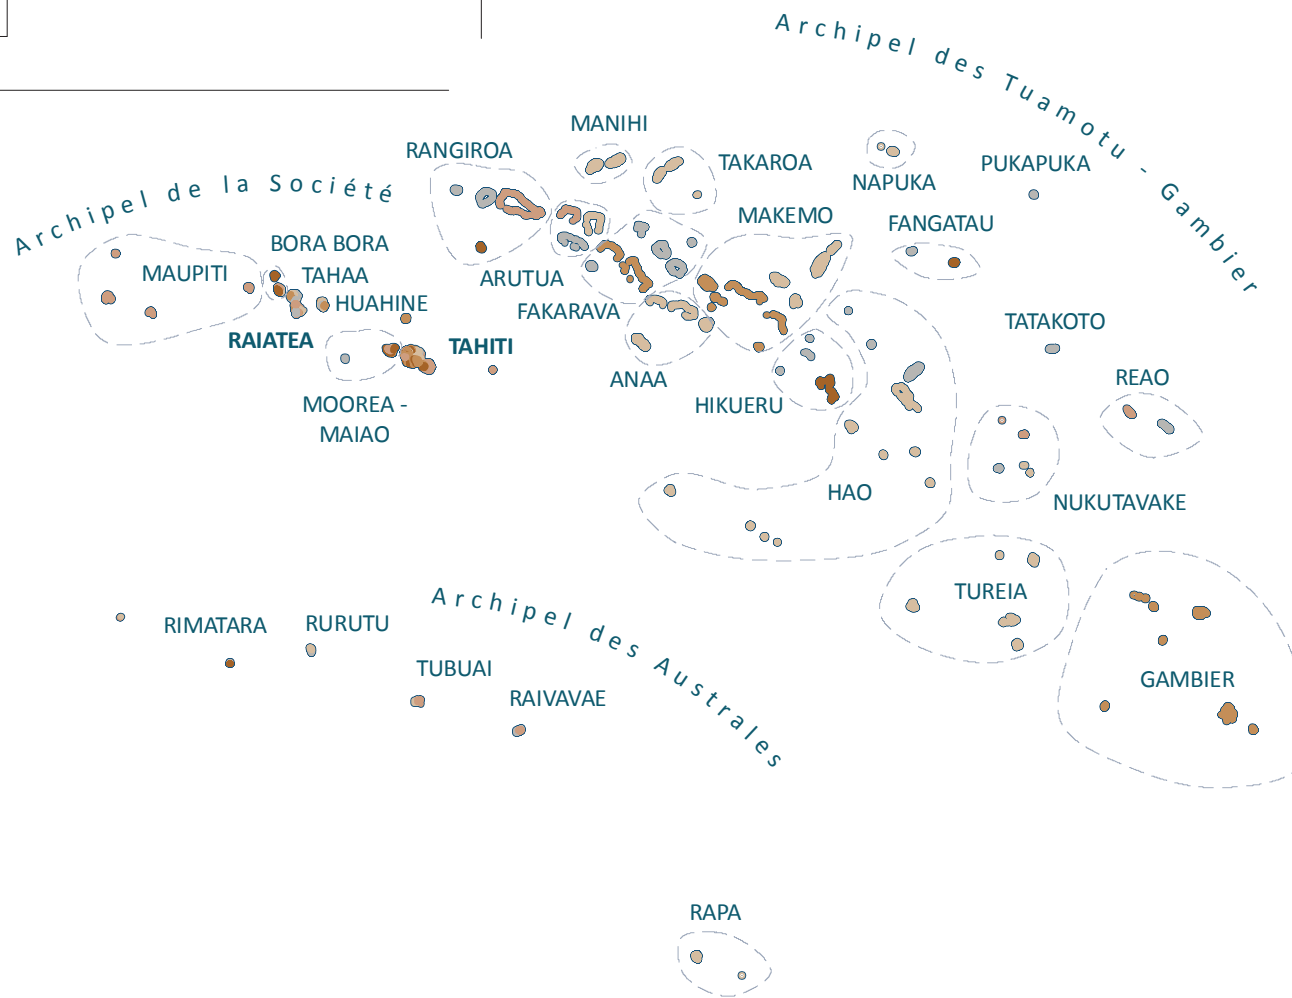 Archipel des Tuamotu - Gambier
MANIHI
RANGIROA
TAKAROA
PUKAPUKA
NAPUKA
Archipel de la Société
MAKEMO
FANGATAU
BORA BORA
MAUPITI
TAHAA
ARUTUA
HUAHINE
FAKARAVA
TATAKOTO
RAIATEA
TAHITI
ANAA
REAO
MOOREA -
MAIAO
HIKUERU
HAO
NUKUTAVAKE
TUREIA
Archipel des Australes
RIMATARA
RURUTU
TUBUAI
GAMBIER
RAIVAVAE
RAPA